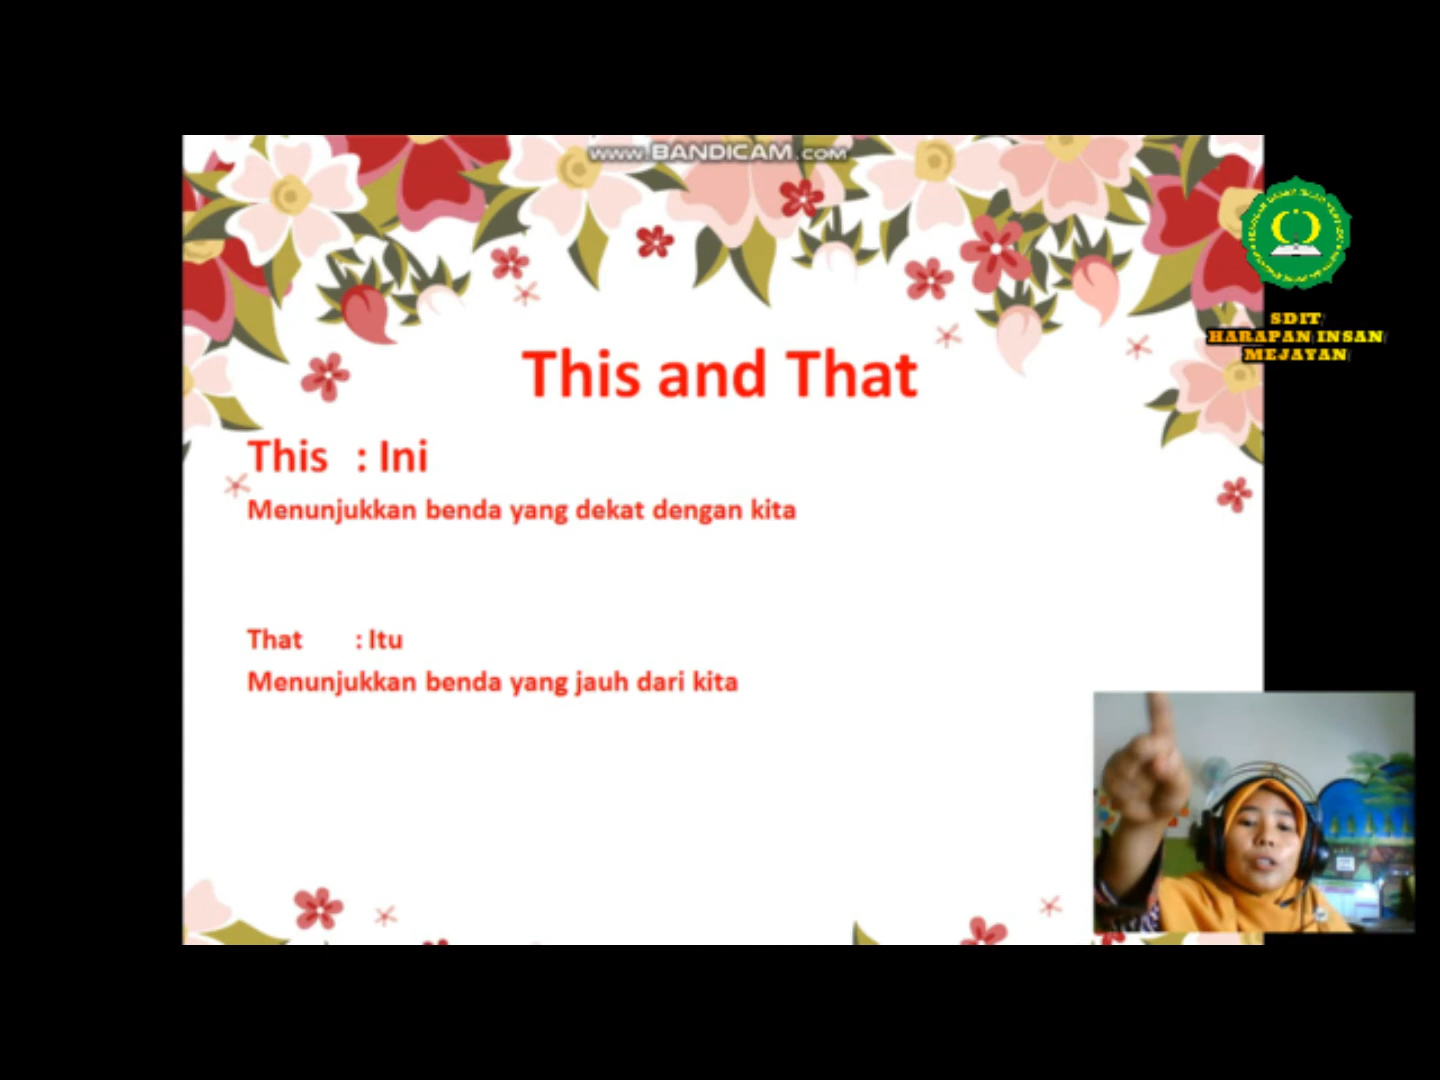 www.BANDICAM.com
SDIT
HARAPAN INSAN
MEJAYAN
This and That
This : Ini
Menunjukkan benda yang dekat dengan kita
That : Itu
Menunjukkan benda yang jauh dari kita